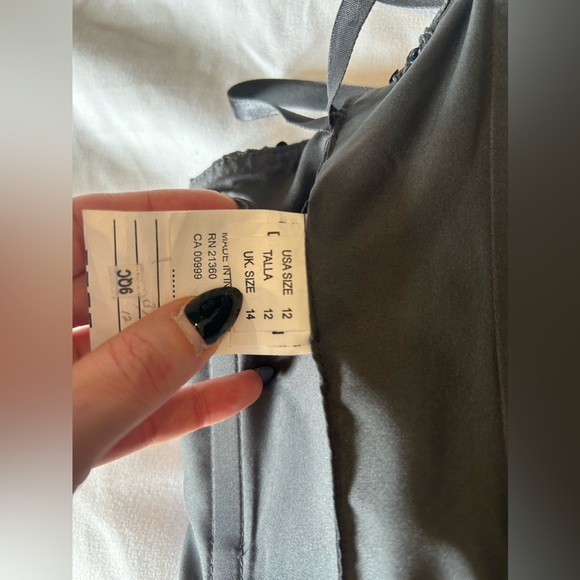 USA SIZE 12
TALLA 12
UK. SIZE 14
MADE IN
RN 21360
CA 00999